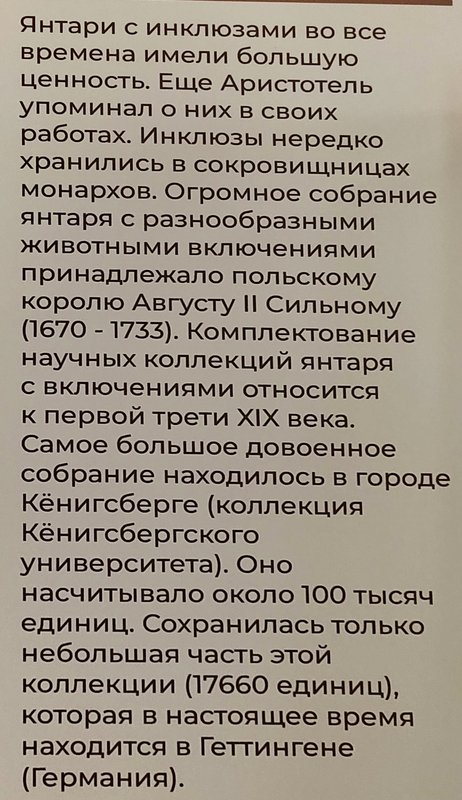 Янтари с инклюзами во все
времена имели большую
ценность. Еще Аристотель
упоминал о них в своих
работах. Инклюзы нередко
хранились в сокровищницах
монархов. Огромное собрание
янтаря с разнообразными
животными включениями
принадлежало польскому
королю Августу II Сильному
(1670 - 1733). Комплектование
научных коллекций янтаря
с включениями относится
к первой трети XIX века.
Самое большое довоенное
собрание находилось в городе
Кёнигсберге (коллекция
Кёнигсбергского
университета). Оно
насчитывало около 100 тысяч
единиц. Сохранилась только
небольшая часть этой
коллекции (17660 единиц),
которая в настоящее время
находится в Геттингене
(Германия).